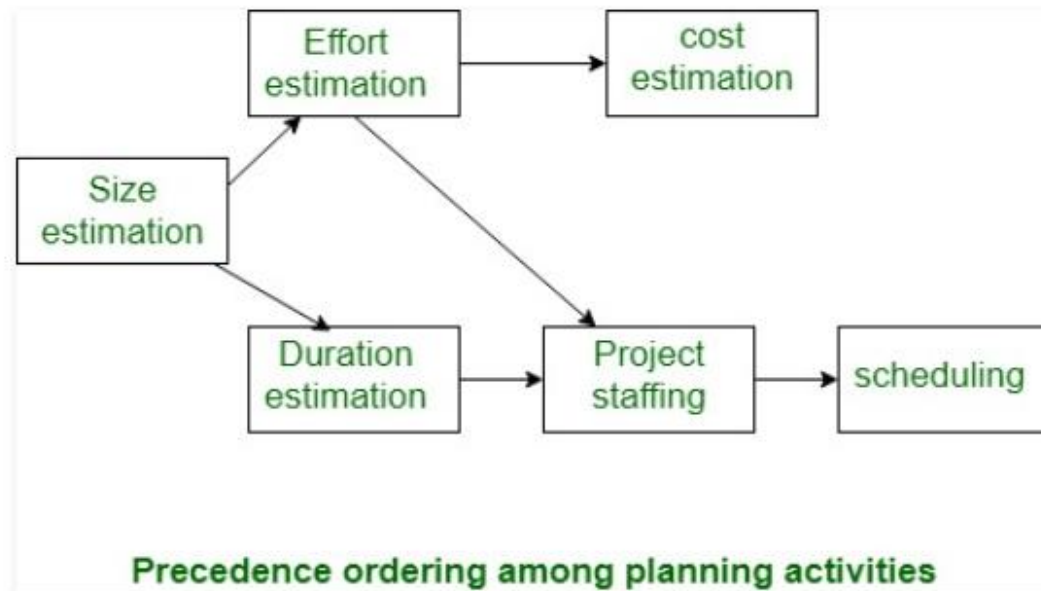 Effort
estimation
cost
estimation
Size
estimation
Duration
estimation
Project
staffing
scheduling
Precedence ordering among planning activities